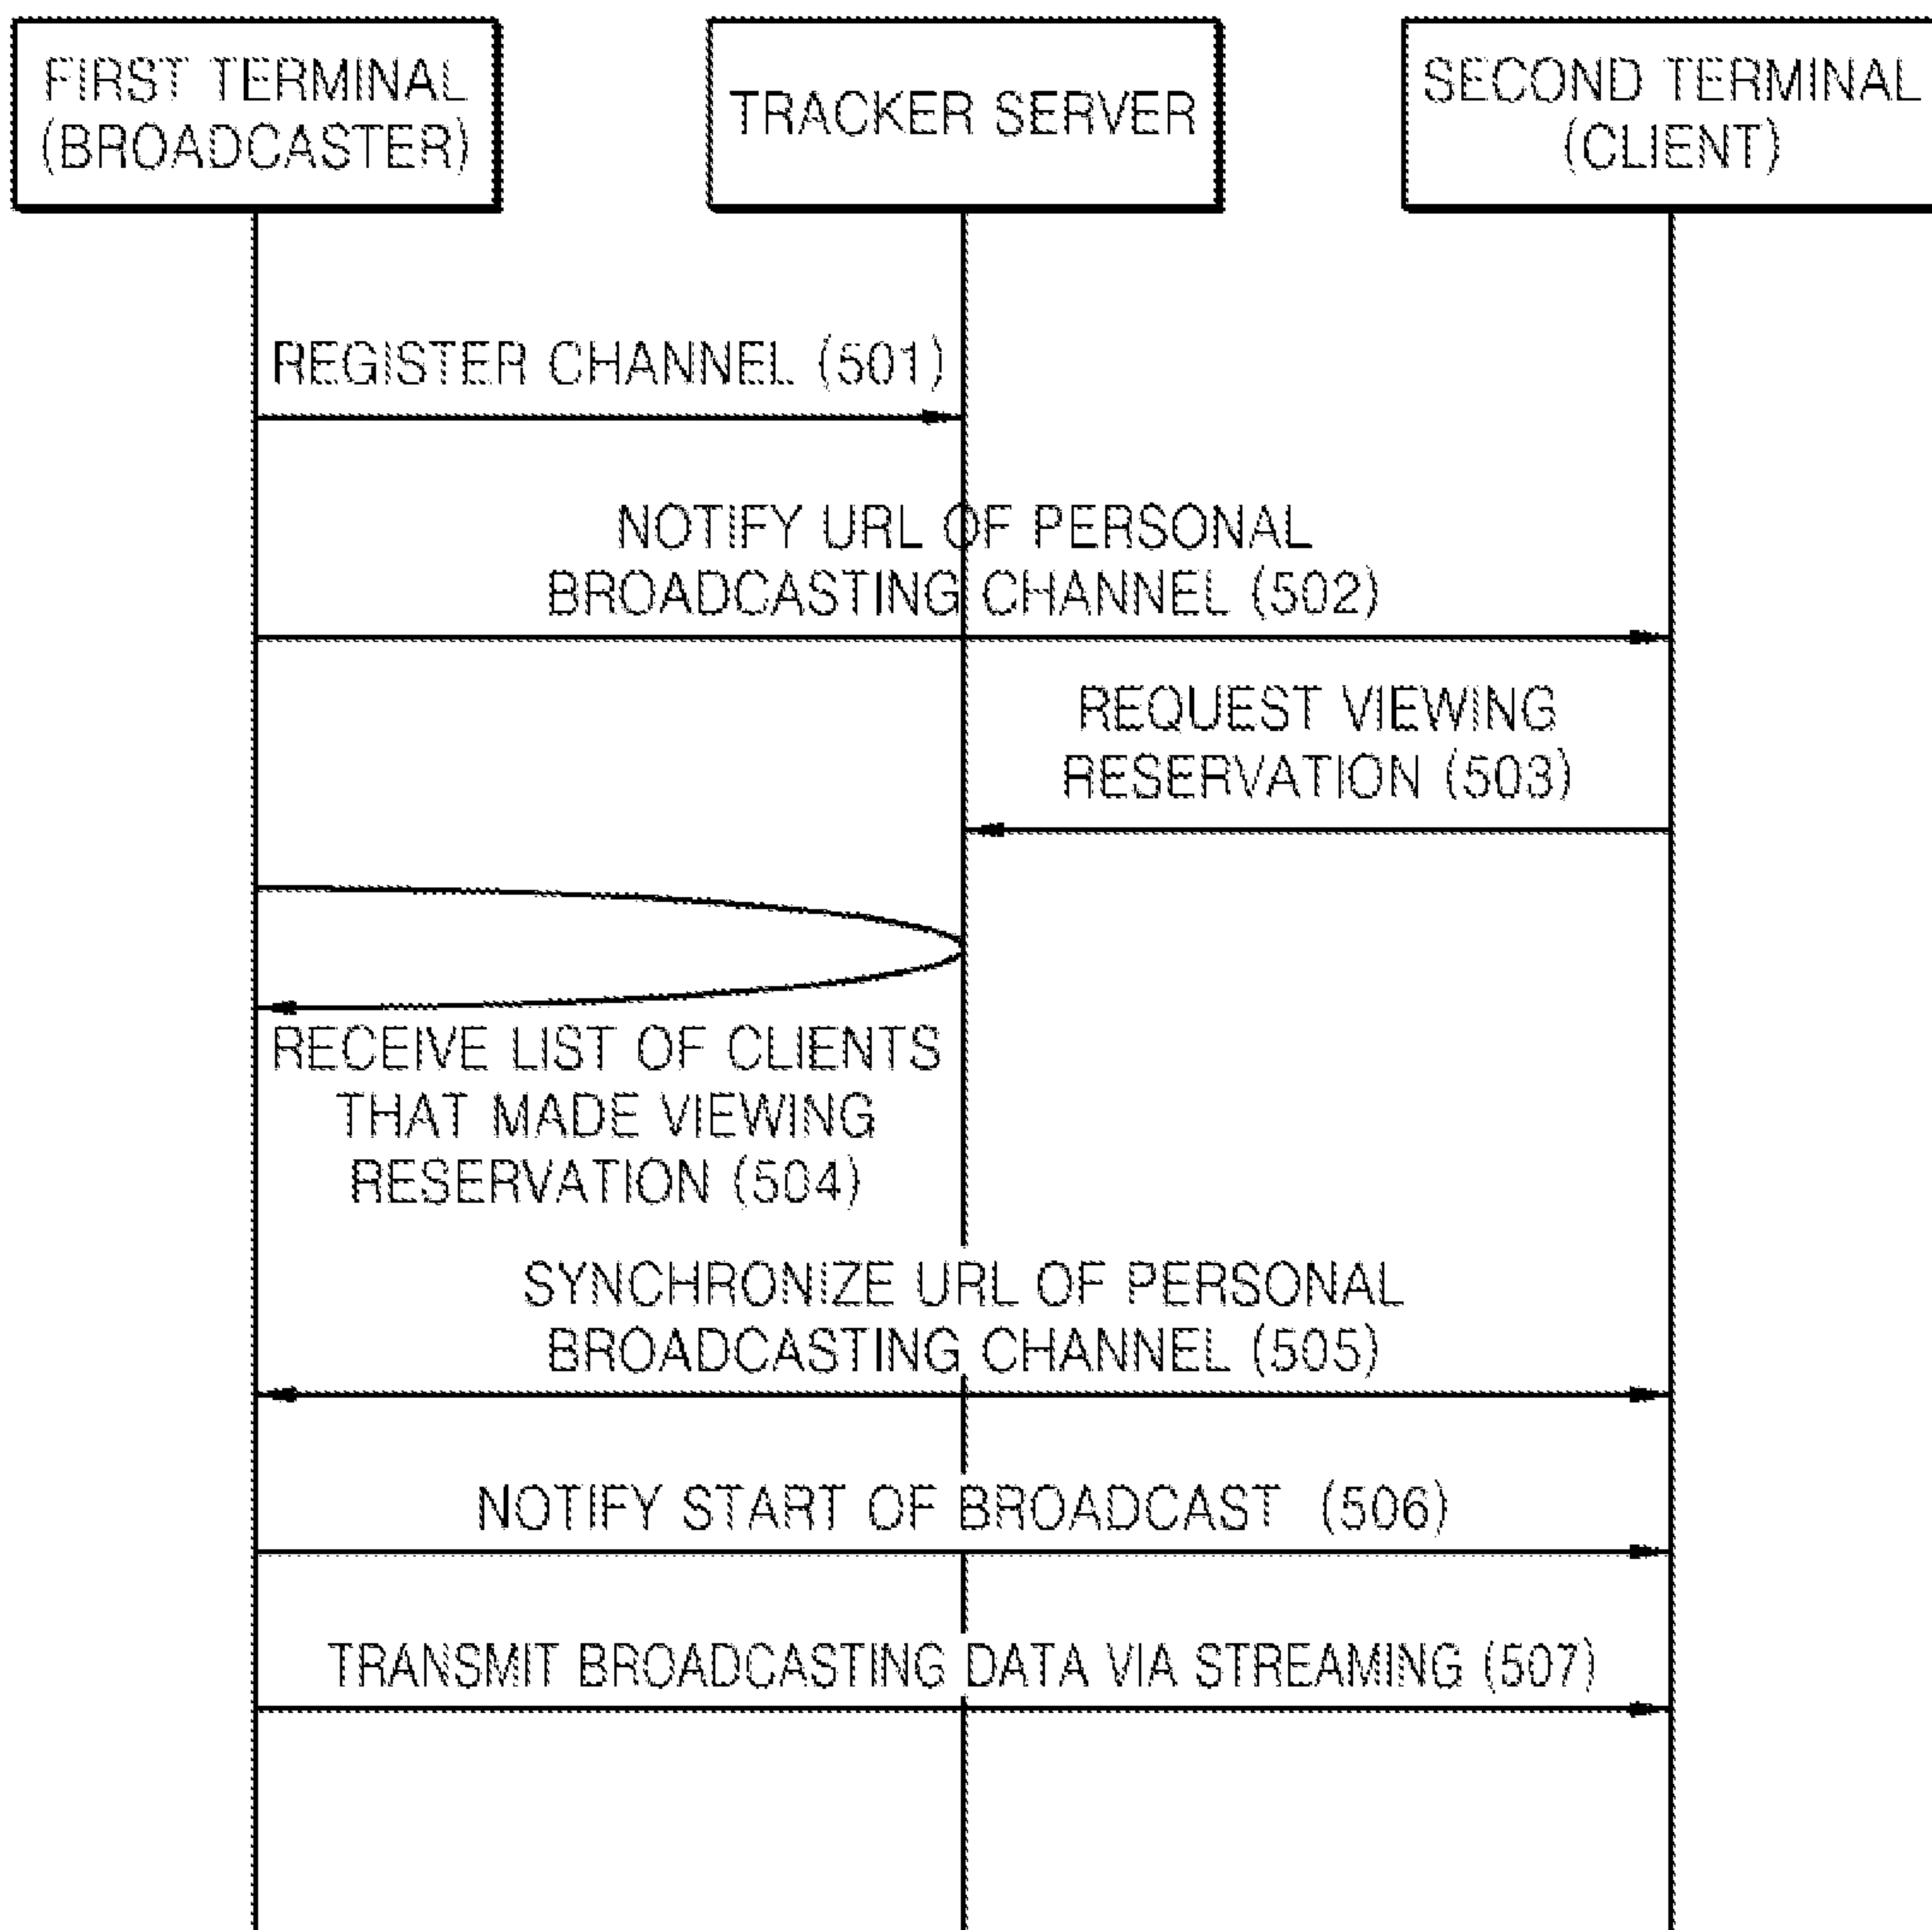 FIRST TERMINAL
(BROADCASTER)
TRACKER SERVER
SECOND TERMINAL
(CLIENT)
REGISTER CHANNEL (501)
NOTIFY URL OF PERSONAL
BROADCASTING CHANNEL (502)
REQUEST VIEWING
RESERVATION (503)
RECEIVE LIST OF CLIENTS
THAT MADE VIEWING
RESERVATION (504)
SYNCHRONIZE URL OF PERSONAL
BROADCASTING CHANNEL (505)
NOTIFY START OF BROADCAST (506)
TRANSMIT BROADCASTING DATA VIA STREAMING (507)